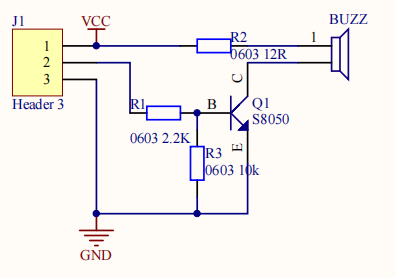 J1
VCC
BUZZ
R2
1
1
2
0603 12R
3
C
Header 3
R1
B
Q1
S8050
0603 2.2K
E
R3
0603 10k
GND